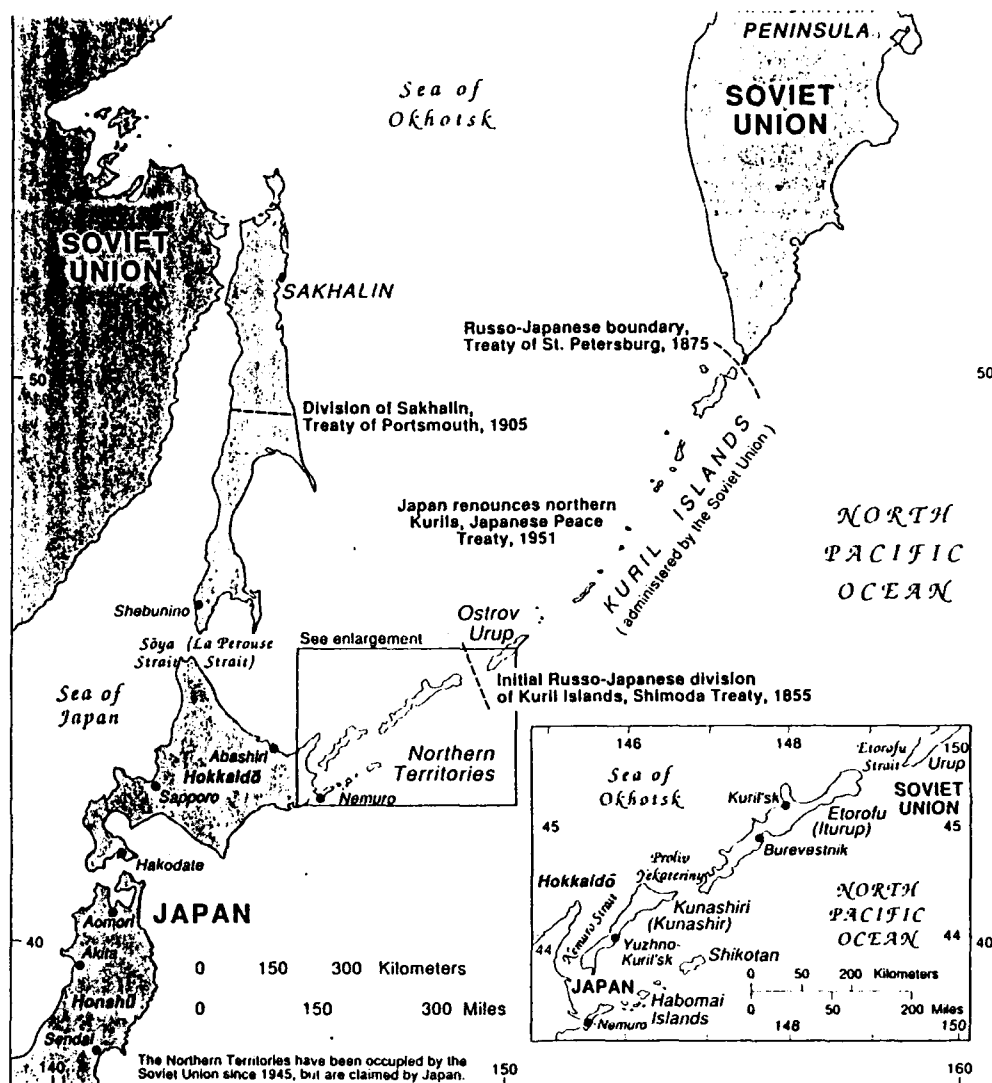 PENINSULA
Sea of
Okhotsk
SOVIET
UNION
SOVIET
UNION
SAKHALIN
Russo-Japanese boundary,
Treaty of St. Petersburg, 1875
50
50
Division of Sakhalin,
Treaty of Portsmouth, 1905
KURIL ISLANDS
(administered by the Soviet Union)
Japan renounces northern
Kurils, Japanese Peace
Treaty, 1951
NORTH
PACIFIC
OCEAN
Shebunino
Ostrov
Urup
Sōya (La Perouse
Strait Strait)
See enlargement
Initial Russo-Japanese division
of Kuril Islands, Shimoda Treaty, 1855
Sea of
Japan
Abashiri
Hokkaidō
Sapporo
Northern
Territories
Nemuro
Hakodate
JAPAN
Aomori
40
40
Akita
Honshū
Sendai
0 150 300 Kilometers
0 150 300 Miles
The Northern Territories have been occupied by the
Soviet Union since 1945, but are claimed by Japan.
140
150
160
146
148
150
Sea of
Okhotsk
Etorofu
Strait
Urup
SOVIET
UNION
Kuril'sk
Etorofu
(Iturup)
45
45
Burevestnik
Proliv
Yekateriny
Hokkaidō
Nemuro Strait
Kunashiri
(Kunashir)
NORTH
PACIFIC
OCEAN
44
44
Yuzhno-
Kuril'sk
Shikotan
JAPAN
Habomai
Islands
Nemuro
0 50 200 Kilometers
0 50 200 Miles
148
150